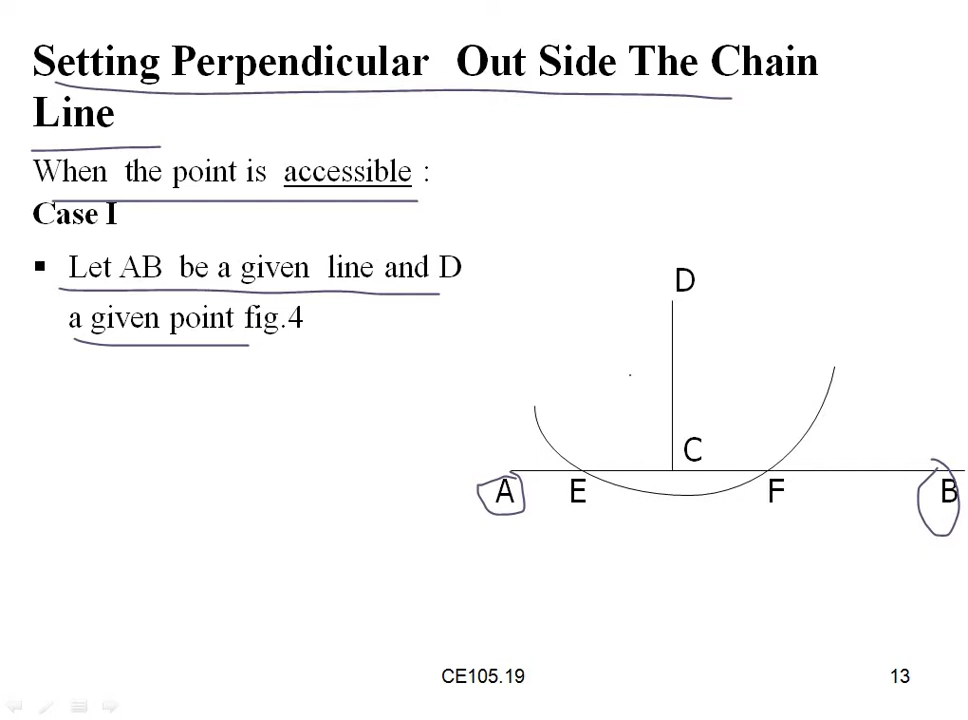 Setting Perpendicular Out Side The Chain
Line
When the point is accessible :
Case I
▪ Let AB be a given line and D
a given point fig.4
D
C
A E F B
CE105.19 13